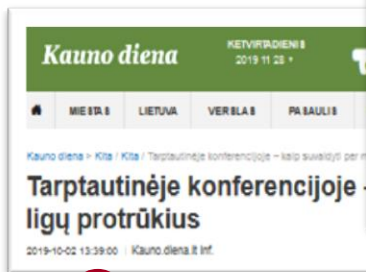 Kauno diena
KETVIRTADIENIS
2019 11 28
MIESTAS LIETUVA VERSLAS PASAULIS
Kauno diena > Kita / Kita / Tarptautinėje konferencijoje – kaip suvaldyti per
Tarptautinėje konferencijoje -
ligų protrūkius
2019-10-02 13:39:00 Kauno.diena.lt inf.